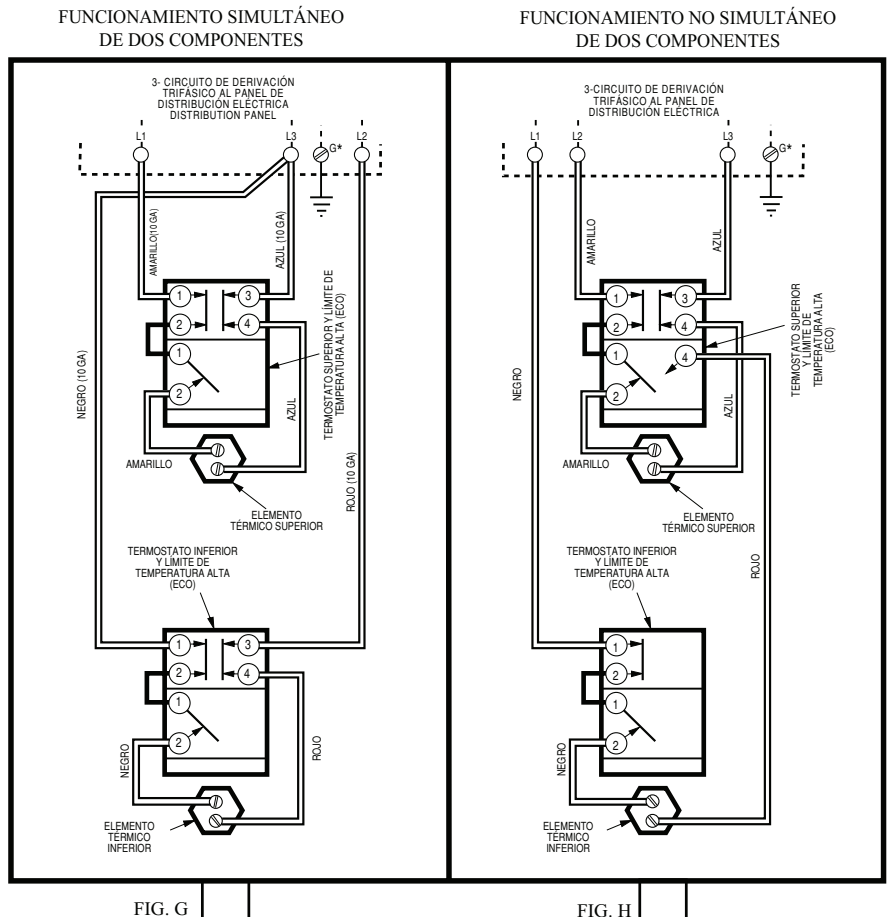 FUNCIONAMIENTO SIMULTÁNEO
DE DOS COMPONENTES
3- CIRCUITO DE DERIVACIÓN
TRIFÁSICO AL PANEL DE
DISTRIBUCIÓN ELÉCTRICA
DISTRIBUTION PANEL
L1
L3
G*
L2
AMARILLO(10 GA)
AZUL (10 GA)
NEGRO (10 GA)
1
3
2
4
1
2
TERMOSTATO SUPERIOR Y LÍMITE DE
TEMPERATURA ALTA (ECO)
AZUL
ROJO (10 GA)
AMARILLO
ELEMENTO
TÉRMICO SUPERIOR
TERMOSTATO INFERIOR
Y LÍMITE DE
TEMPERATURA ALTA
(ECO)
1
3
2
4
1
2
NEGRO
ROJO
ELEMENTO
TÉRMICO
INFERIOR
FIG. G
FUNCIONAMIENTO NO SIMULTÁNEO
DE DOS COMPONENTES
3-CIRCUITO DE DERIVACIÓN
TRIFÁSICO AL PANEL DE
DISTRIBUCIÓN ELÉCTRICA
L1
L2
L3
G*
AMARILLO
AZUL
NEGRO
1
3
2
4
1
4
2
TERMOSTATO SUPERIOR
Y LÍMITE DE
TEMPERATURA ALTA
(ECO)
AZUL
AMARILLO
ELEMENTO
TÉRMICO SUPERIOR
ROJO
TERMOSTATO INFERIOR
Y LÍMITE DE
TEMPERATURA ALTA
(ECO)
1
2
1
2
NEGRO
ELEMENTO
TÉRMICO
INFERIOR
FIG. H